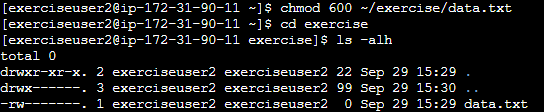 [exerciseuser2@ip-172-31-90-11 ~]$ chmod 600 ~/exercise/data.txt
[exerciseuser2@ip-172-31-90-11 ~]$ cd exercise
[exerciseuser2@ip-172-31-90-11 exercise]$ ls -alh
total 0
drwxr-xr-x. 2 exerciseuser2 exerciseuser2 22 Sep 29 15:29 .
drwx------. 3 exerciseuser2 exerciseuser2 99 Sep 29 15:30 ..
-rw-------. 1 exerciseuser2 exerciseuser2  0 Sep 29 15:29 data.txt